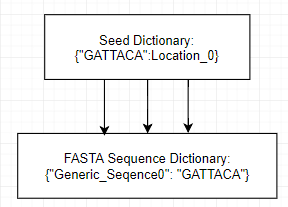 Seed Dictionary:
{"GATTACA":Location_0}
FASTA Sequence Dictionary:
{"Generic_Seqence0": "GATTACA"}